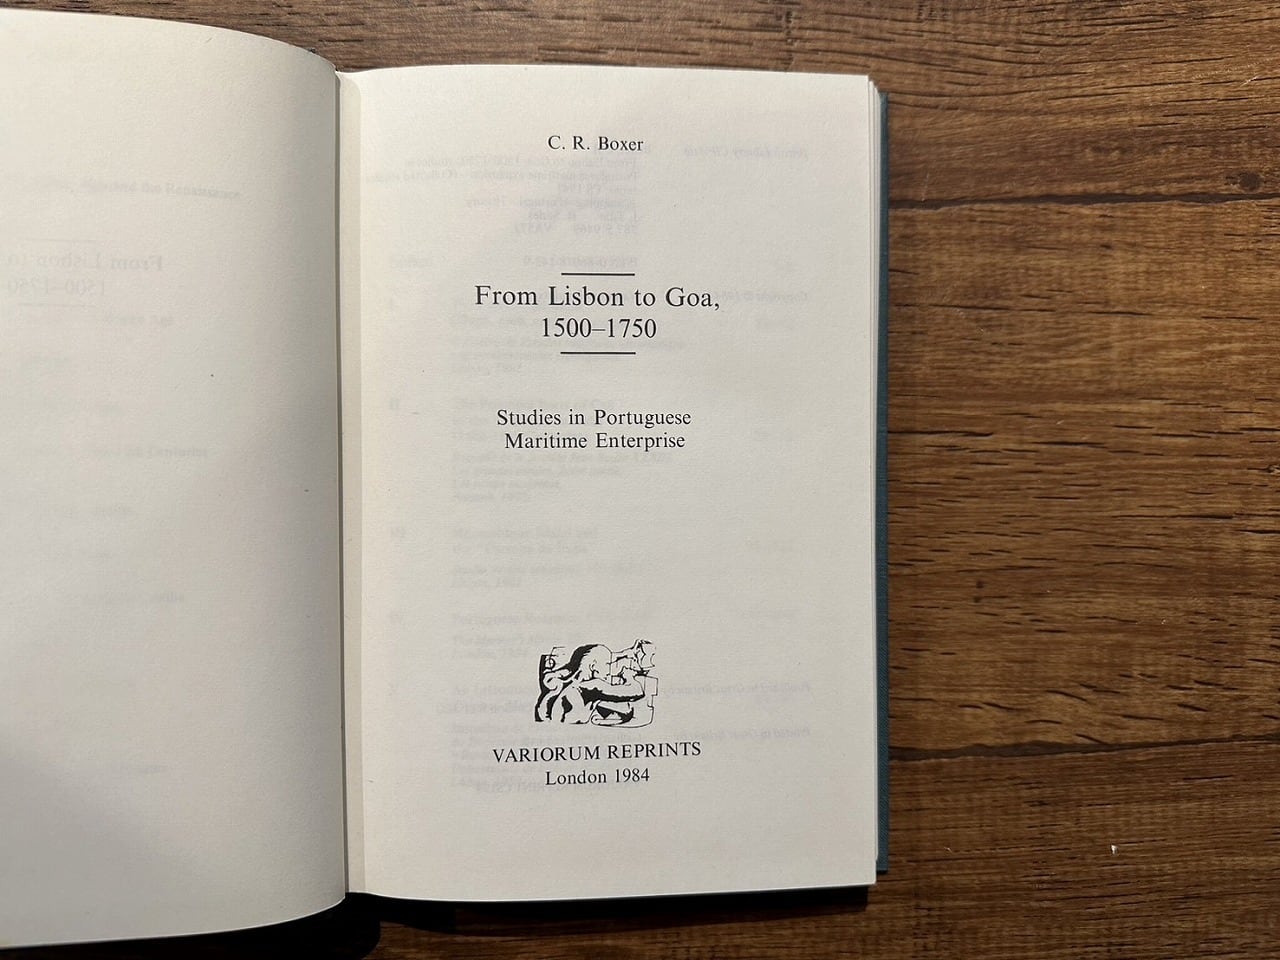 C. R. Boxer
From Lisbon to Goa,
1500–1750
Studies in Portuguese
Maritime Enterprise
VARIORUM REPRINTS
London 1984